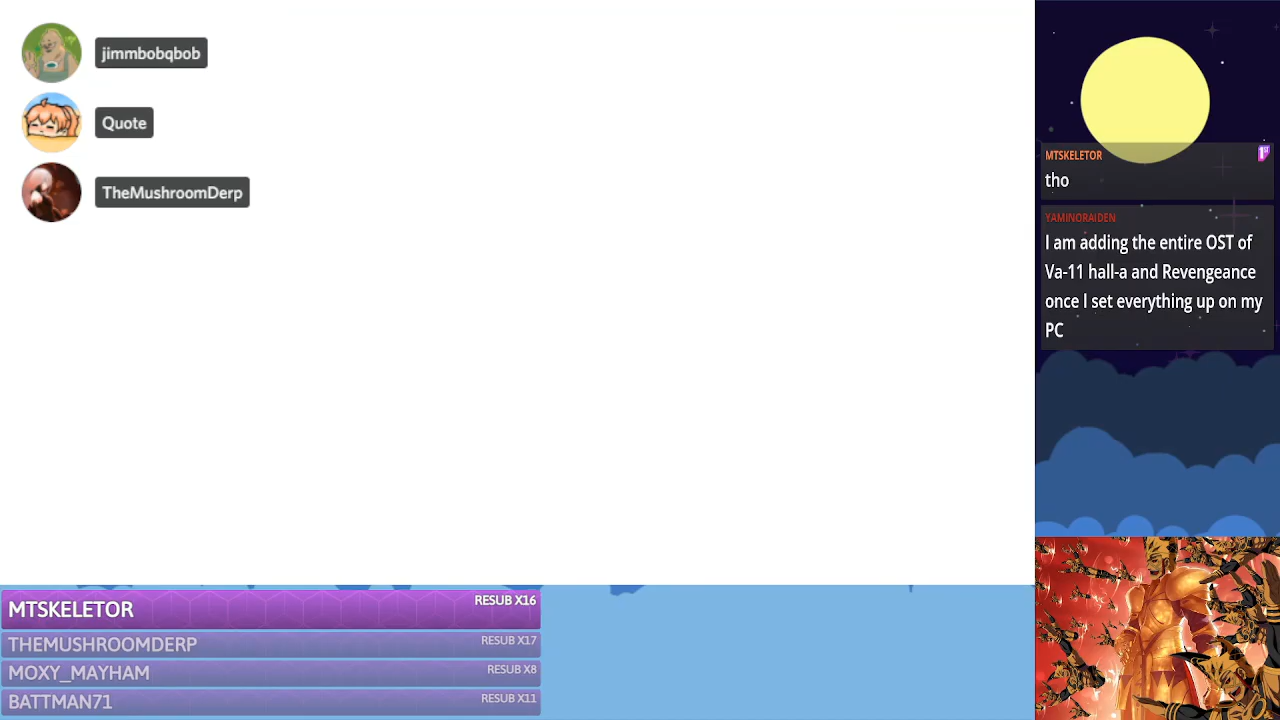 jimmbobqbob
Quote
TheMushroomDerp
MTSKELETOR
tho
YAMINORAIDEN
I am adding the entire OST of
Va-11 hall-a and Revengeance
once I set everything up on my
PC
MTSKELETOR RESUB X16
THEMUSHROOMDERP RESUB X17
MOXY_MAYHAM RESUB X8
BATTMAN71 RESUB X11